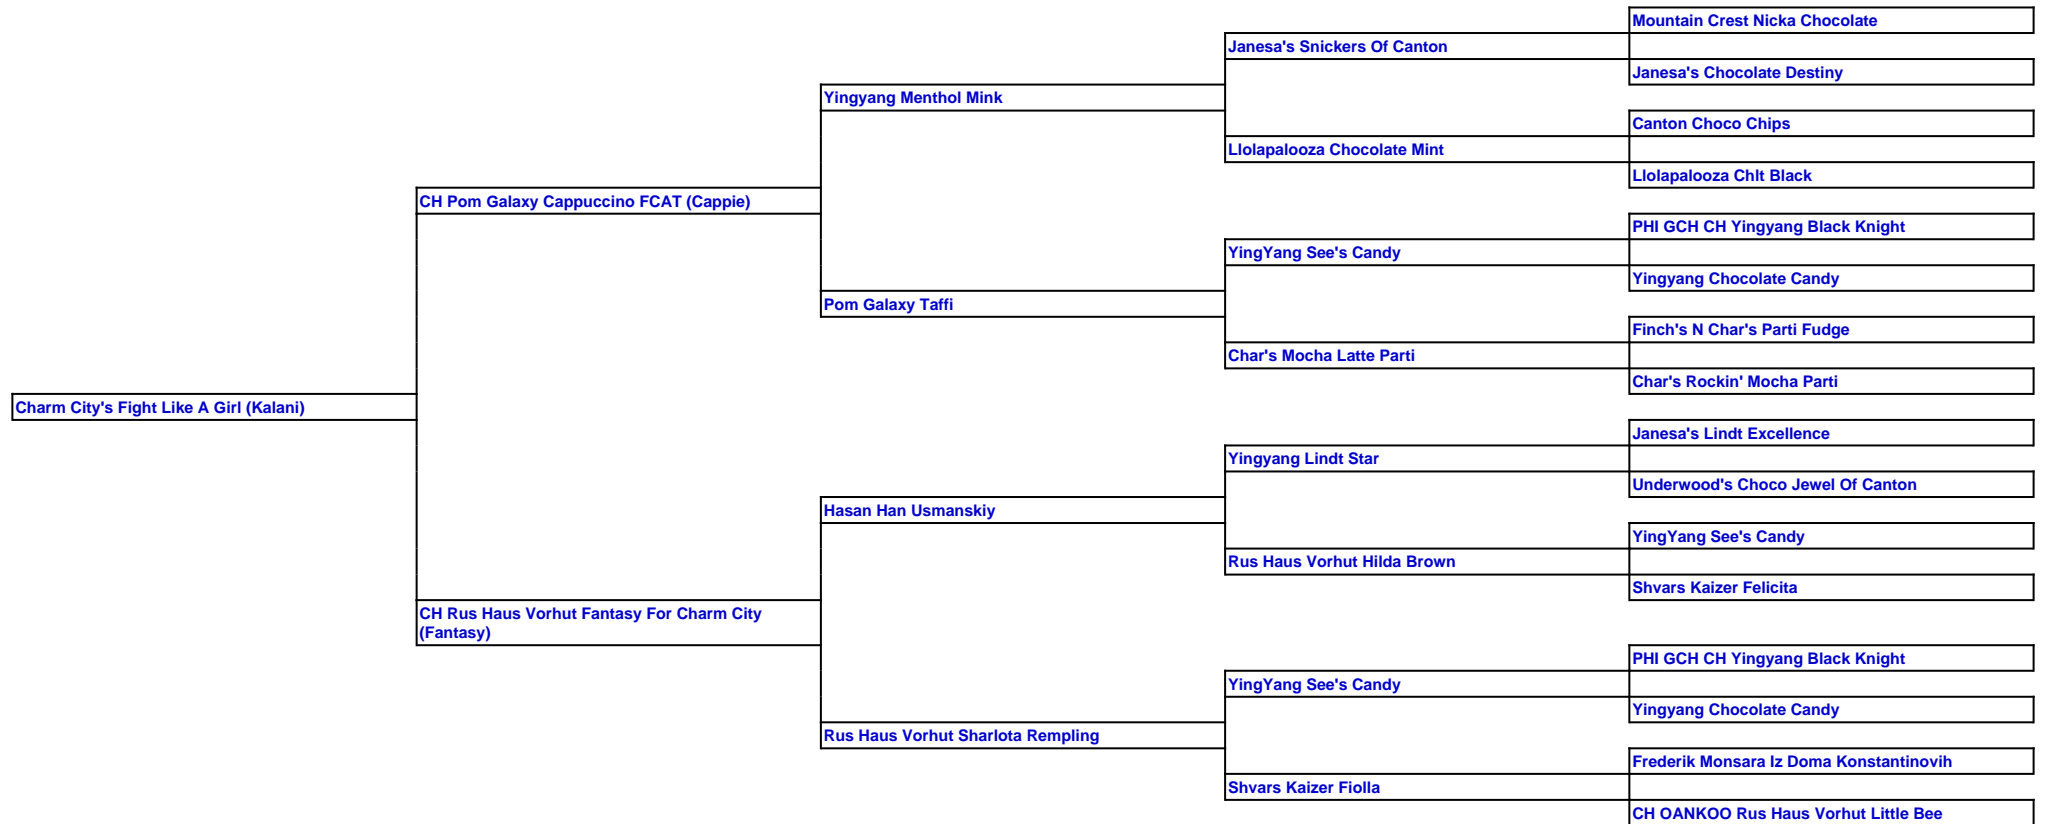 Mountain Crest Nicka Chocolate
Janesa's Snickers Of Canton
Janesa's Chocolate Destiny
Yingyang Menthol Mink
Canton Choco Chips
Llolapalooza Chocolate Mint
Llolapalooza Chlt Black
CH Pom Galaxy Cappuccino FCAT (Cappie)
PHI GCH CH Yingyang Black Knight
YingYang See's Candy
Yingyang Chocolate Candy
Pom Galaxy Taffi
Finch's N Char's Parti Fudge
Char's Mocha Latte Parti
Char's Rockin' Mocha Parti
Charm City's Fight Like A Girl (Kalani)
Janesa's Lindt Excellence
Yingyang Lindt Star
Underwood's Choco Jewel Of Canton
Hasan Han Usmanskiy
YingYang See's Candy
Rus Haus Vorhut Hilda Brown
Shvars Kaizer Felicita
CH Rus Haus Vorhut Fantasy For Charm City
(Fantasy)
PHI GCH CH Yingyang Black Knight
YingYang See's Candy
Yingyang Chocolate Candy
Rus Haus Vorhut Sharlota Rempling
Frederik Monsara Iz Doma Konstantinovih
Shvars Kaizer Fiolla
CH OANKOO Rus Haus Vorhut Little Bee